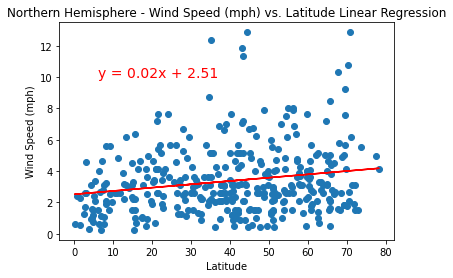 Northern Hemisphere - Wind Speed (mph) vs. Latitude Linear Regression
12
10
8
6
4
2
0
Wind Speed (mph)
y = 0.02x + 2.51
0 10 20 30 40 50 60 70 80
Latitude